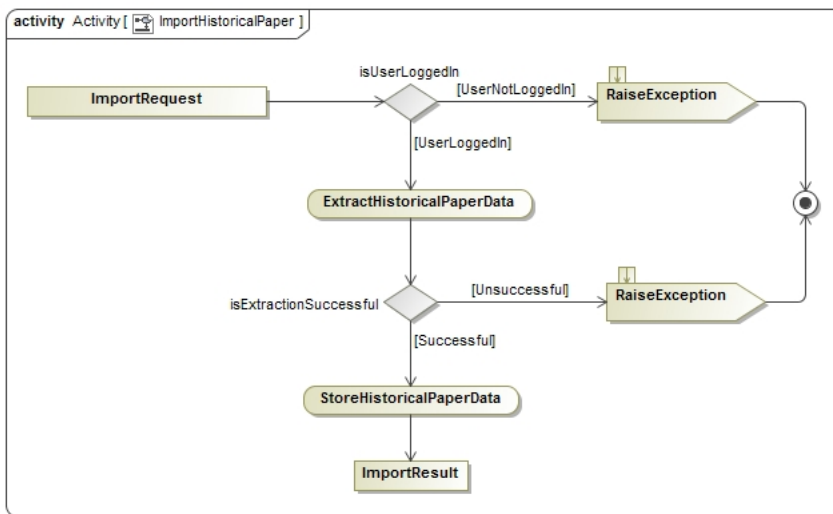 activity Activity [ ImportHistoricalPaper ]
isUserLoggedIn
ImportRequest
[UserNotLoggedIn]
RaiseException
[UserLoggedIn]
ExtractHistoricalPaperData
isExtractionSuccessful
[Unsuccessful]
RaiseException
[Successful]
StoreHistoricalPaperData
ImportResult